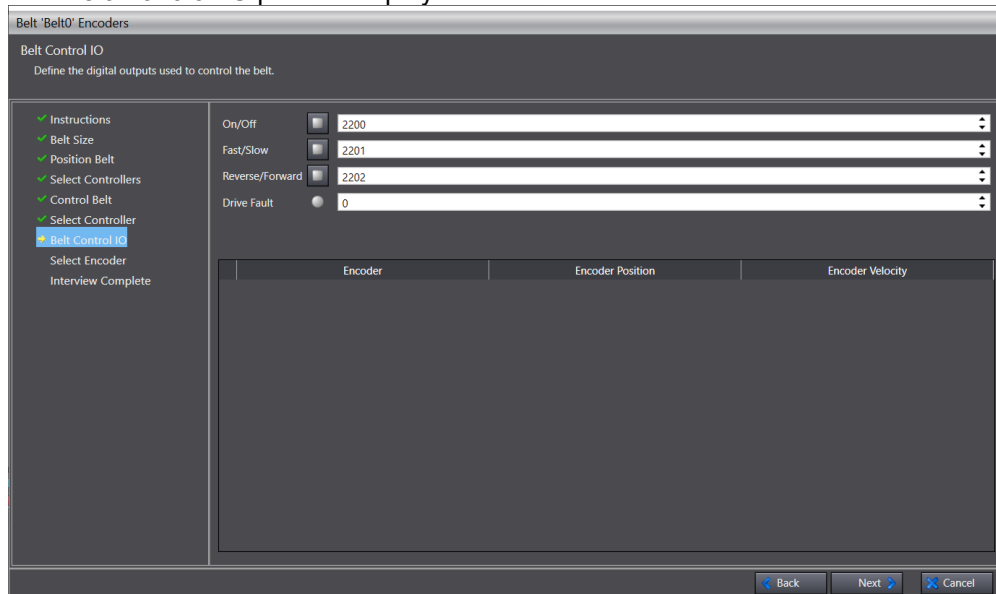 Belt 'Belt0' Encoders
Belt Control IO
Define the digital outputs used to control the belt.
Instructions
Belt Size
Position Belt
Select Controllers
Control Belt
Select Controller
Belt Control IO
Select Encoder
Interview Complete
On/Off 2200
Fast/Slow 2201
Reverse/Forward 2202
Drive Fault 0
Encoder Encoder Position Encoder Velocity
Back Next Cancel